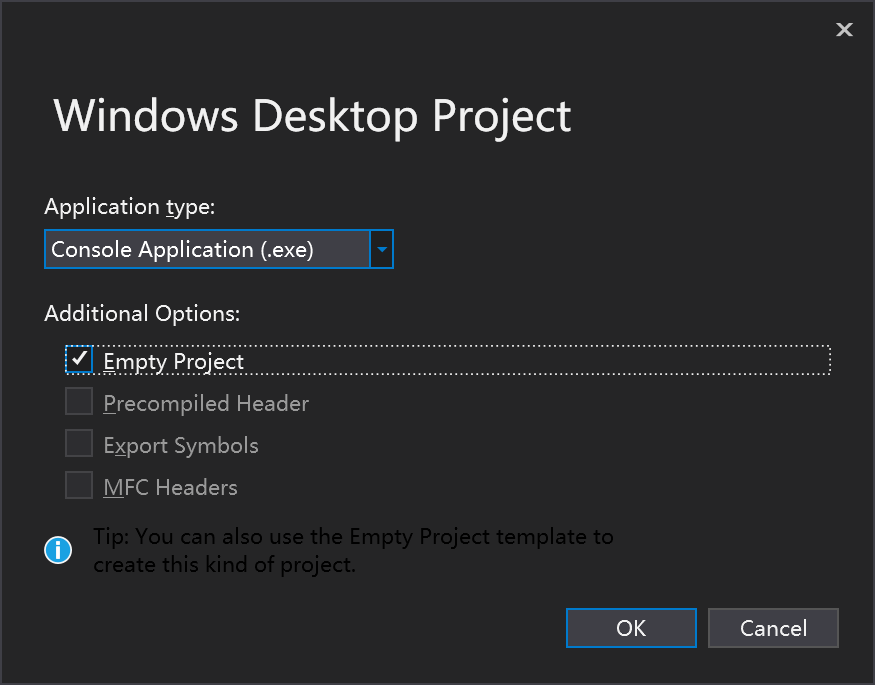 Windows Desktop Project
Application type:
Console Application (.exe)
Additional Options:
Empty Project
Precompiled Header
Export Symbols
MFC Headers
Tip: You can also use the Empty Project template to
create this kind of project.
OK
Cancel